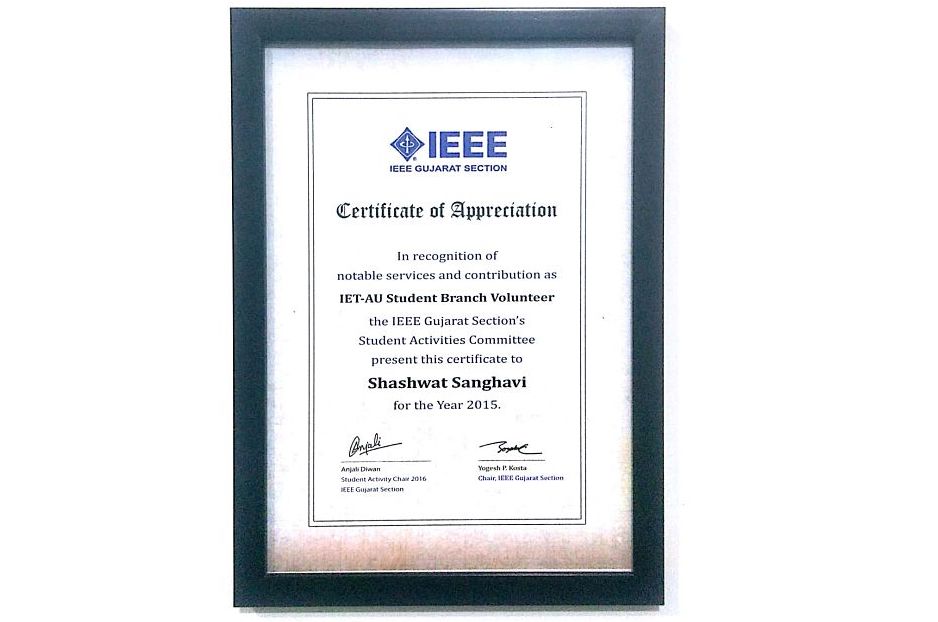 IEEE
IEEE GUJARAT SECTION
Certificate of Appreciation
In recognition of
notable services and contribution as
IET-AU Student Branch Volunteer
the IEEE Gujarat Section's
Student Activities Committee
present this certificate to
Shashwat Sanghavi
for the Year 2015.
Anjali
Anjali Diwan
Student Activity Chair 2016
IEEE Gujarat Section
Yogesh P. Kosta
Chair, IEEE Gujarat Section